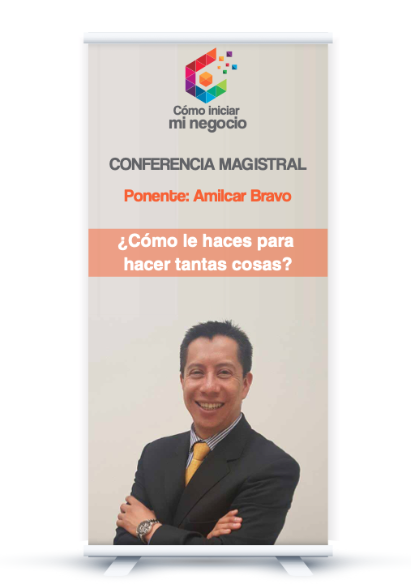 Cómo iniciar
mi negocio
CONFERENCIA MAGISTRAL
Ponente: Amilcar Bravo
¿Cómo le haces para
hacer tantas cosas?